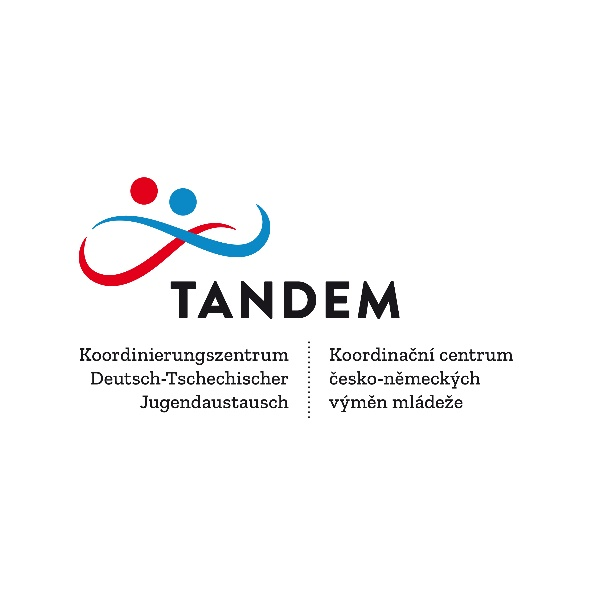 TANDEM
Koordinierungszentrum
Deutsch-Tschechischer
Jugendaustausch
Koordinační centrum
česko-německých
výměn mládeže